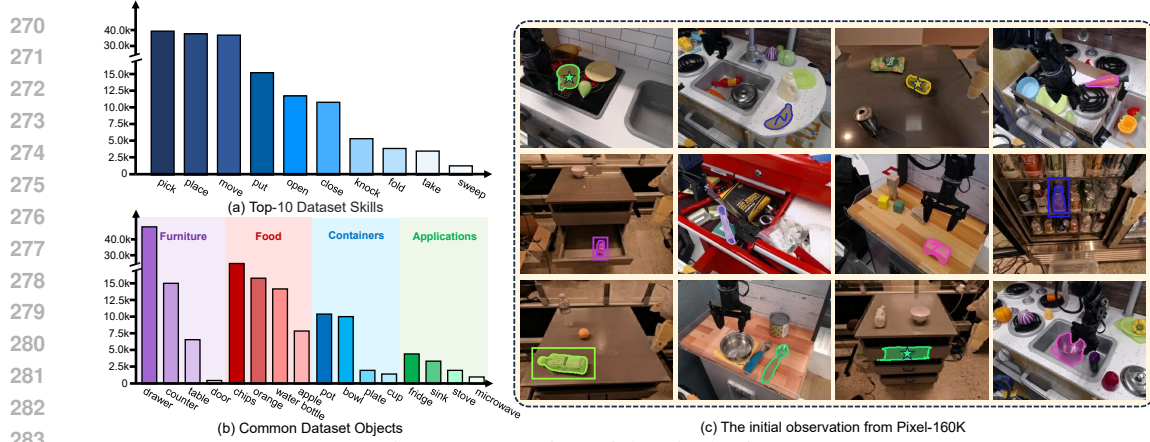 270
271
272
273
274
275
276
277
278
279
280
281
282
283
40.0k
30.0k
15.0k
12.5k
10.0k
7.5k
5.0k
2.5k
0
pick
place
move
put
open
close
knock
fold
take
sweep
(a) Top-10 Dataset Skills
Furniture
Food
Containers
Applications
40.0k
30.0k
15.0k
12.5k
10.0k
7.5k
5.0k
2.5k
0
drawer
counter
table
door
chips
orange
water bottle
apple
pot
bowl
plate
cup
fridge
sink
stove
microwave
(b) Common Dataset Objects
(c) The initial observation from Pixel-160K